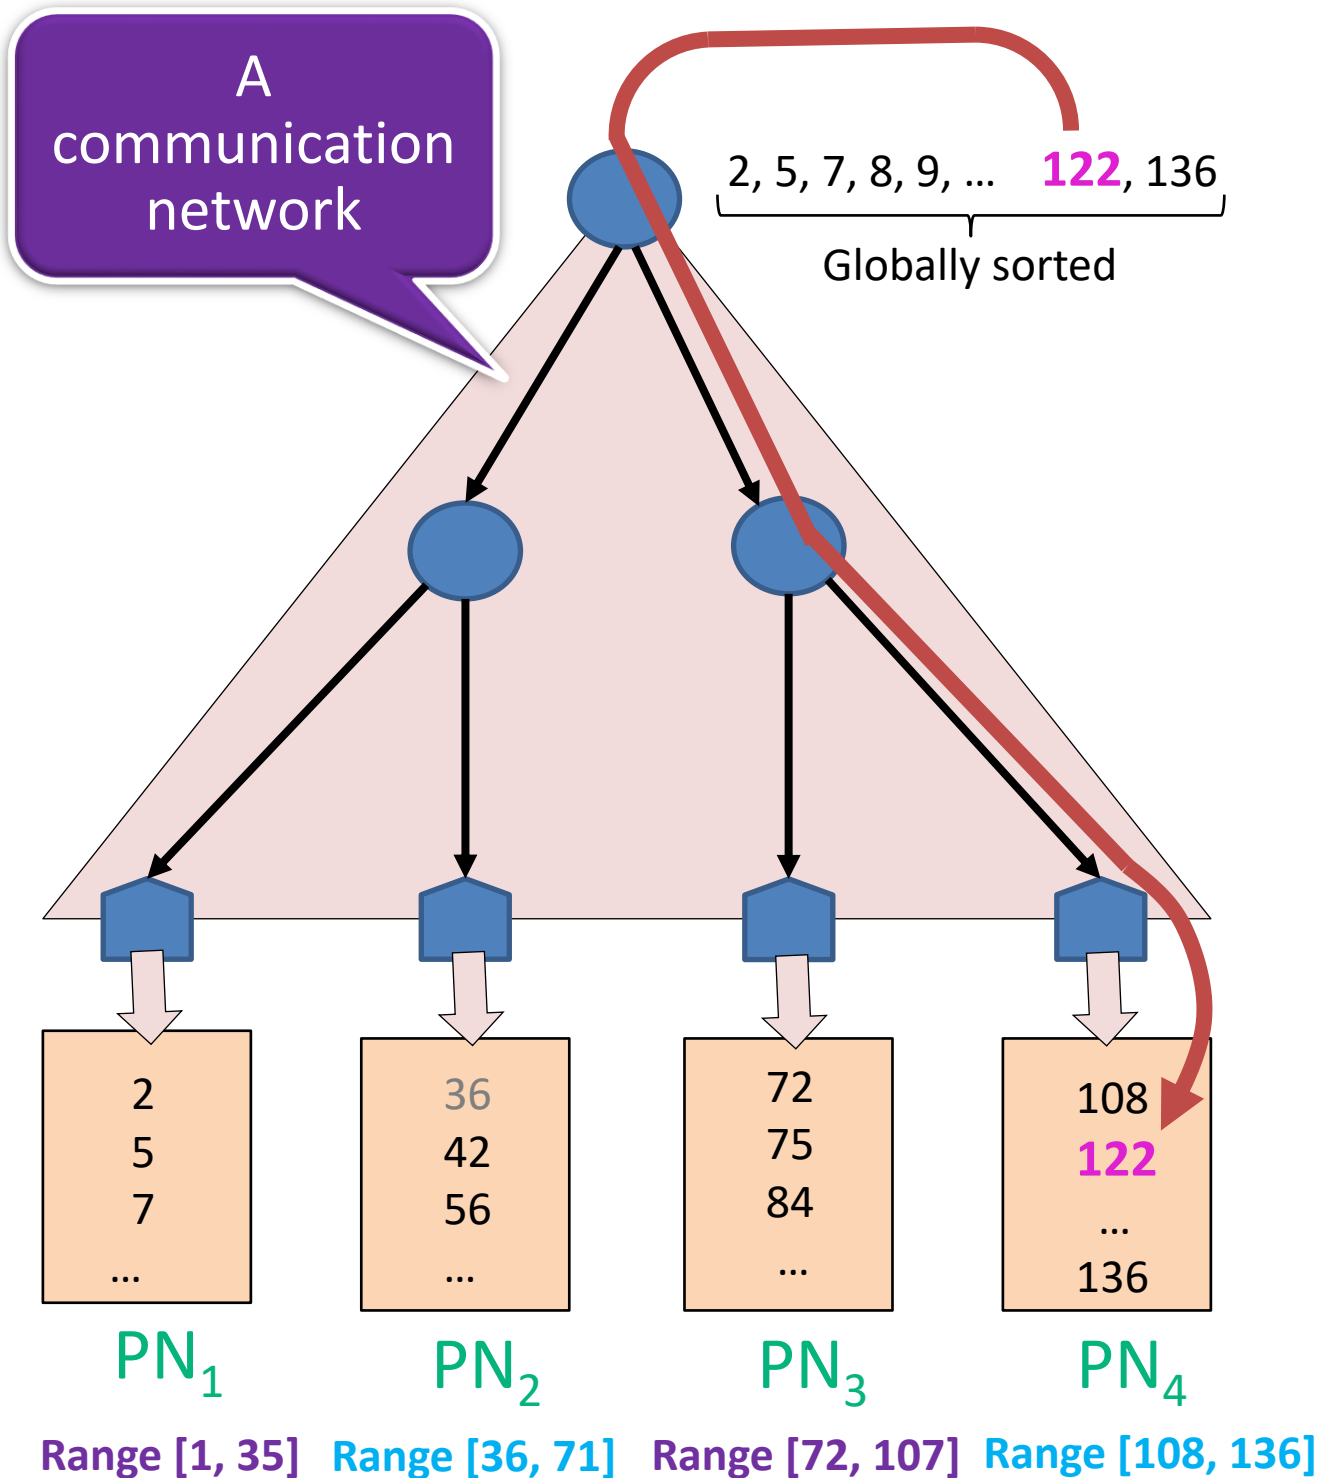 A
communication
network
2, 5, 7, 8, 9, … 122, 136
Globally sorted
2
5
7
…
36
42
56
…
72
75
84
…
108
122
…
136
PN1
PN2
PN3
PN4
Range [1, 35]
Range [36, 71]
Range [72, 107]
Range [108, 136]